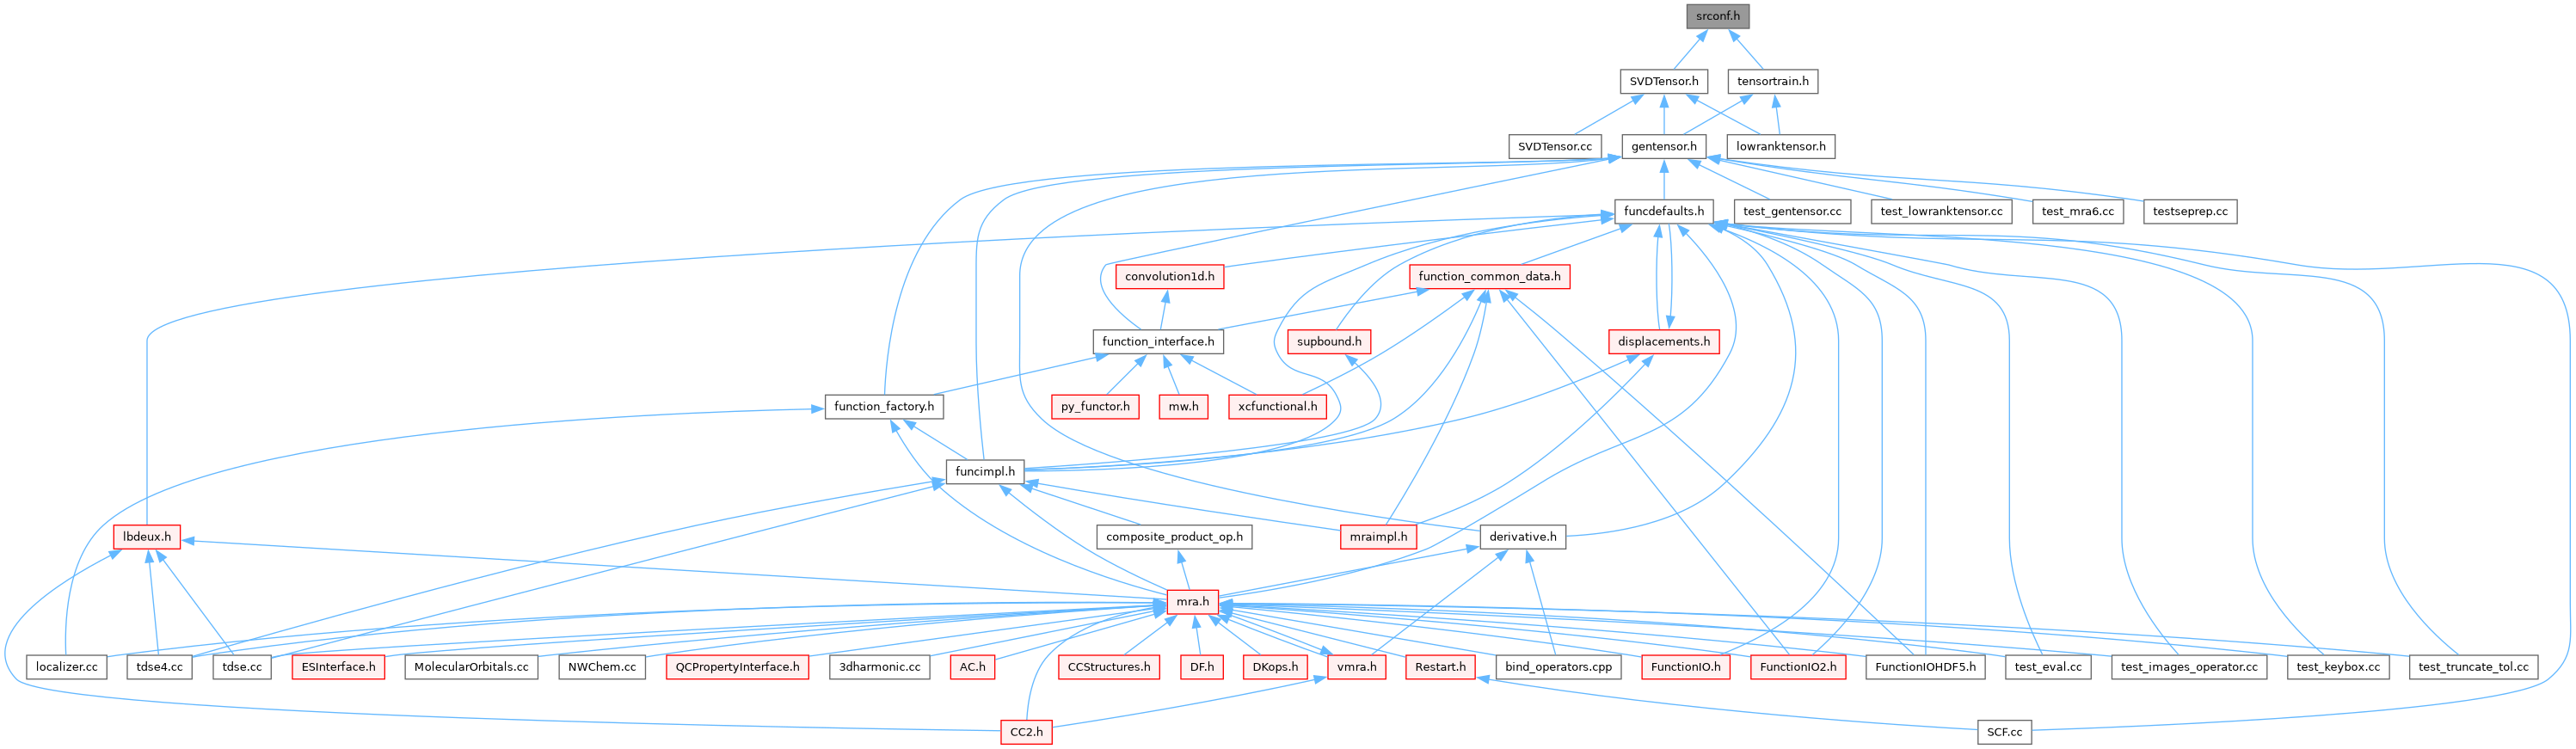 srconf.h
SVDTensor.h
tensortrain.h
SVDTensor.cc
gentensor.h
lowranktensor.h
funcdefaults.h
test_gentensor.cc
test_lowranktensor.cc
test_mra6.cc
testseprep.cc
convolution1d.h
function_common_data.h
function_interface.h
supbound.h
displacements.h
function_factory.h
py_functor.h
mw.h
xcfunctional.h
funcimpl.h
lbdeux.h
composite_product_op.h
mraimpl.h
derivative.h
mra.h
localizer.cc
tdse4.cc
tdse.cc
ESInterface.h
MolecularOrbitals.cc
NWChem.cc
QCPropertyInterface.h
3dharmonic.cc
AC.h
CCStructures.h
DF.h
DKops.h
vmra.h
Restart.h
bind_operators.cpp
FunctionIO.h
FunctionIO2.h
FunctionIOHDF5.h
test_eval.cc
test_images_operator.cc
test_keybox.cc
test_truncate_tol.cc
CC2.h
SCF.cc